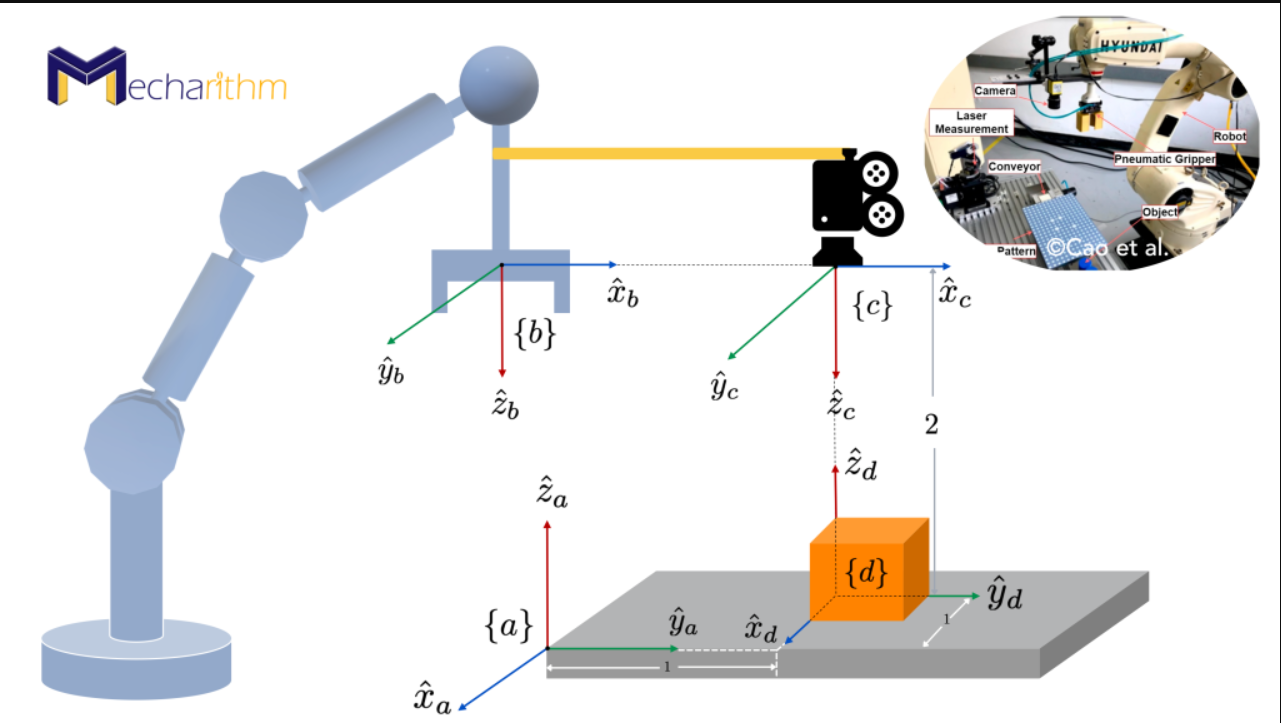 Mecharithm
HYUNDAI
Camera
Laser
Measurement
Robot
Conveyor
Pneumatic Gripper
Object
Pattern
©Cao et al.
x̂_b
{b}
ŷ_b
ẑ_b
x̂_c
{c}
ŷ_c
ẑ_c
2
ẑ_d
ẑ_a
{d}
ŷ_d
{a}
ŷ_a
x̂_d
1
1
x̂_a